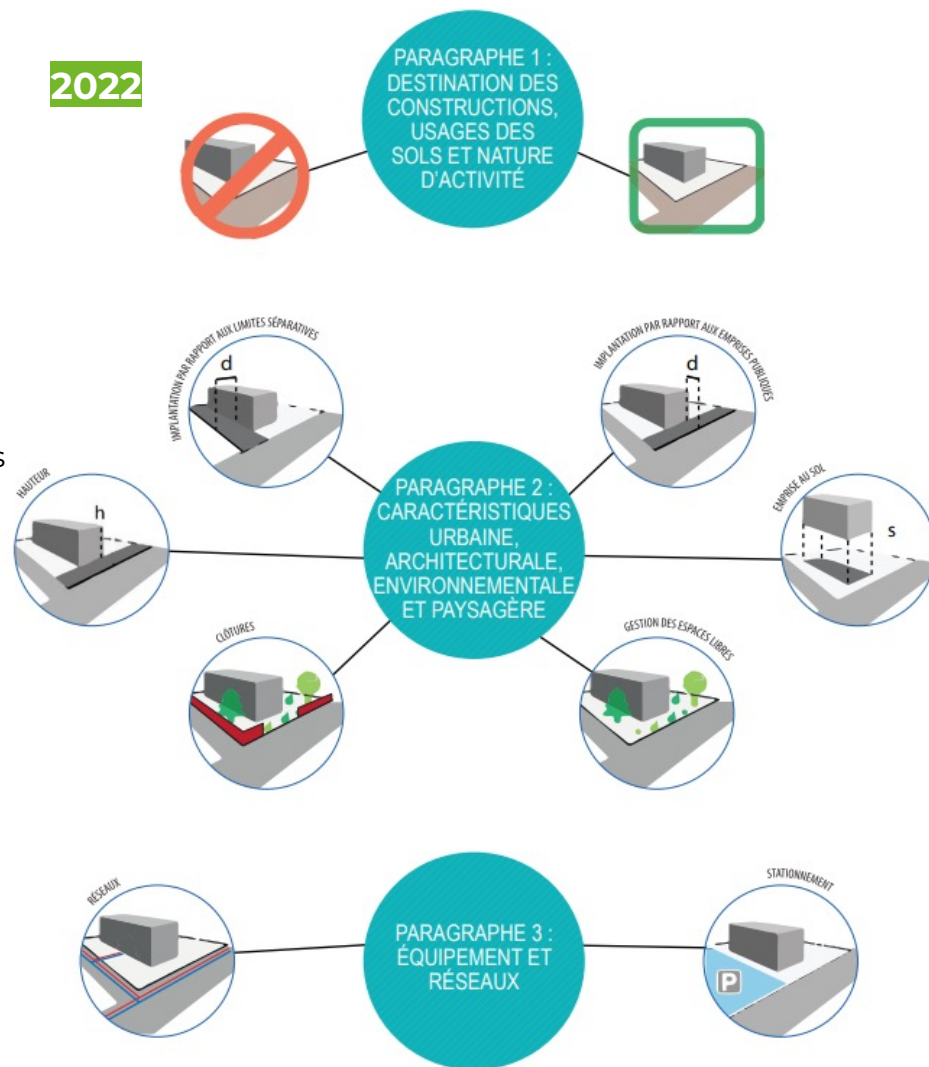 2022
PARAGRAPHE 1 :
DESTINATION DES
CONSTRUCTIONS,
USAGES DES
SOLS ET NATURE
D'ACTIVITÉ
IMPLANTATION PAR RAPPORT AUX LIMITES SÉPARATIVES
d
IMPLANTATION PAR RAPPORT AUX EMPRISES PUBLIQUES
d
s
HAUTEUR
h
PARAGRAPHE 2 :
CARACTÉRISTIQUES
URBAINE,
ARCHITECTURALE,
ENVIRONNEMENTALE
ET PAYSAGÈRE
EMPRISE AU SOL
s
CLÔTURES
GESTION DES ESPACES LIBRES
RÉSEAUX
PARAGRAPHE 3 :
ÉQUIPEMENT ET
RÉSEAUX
STATIONNEMENT
P